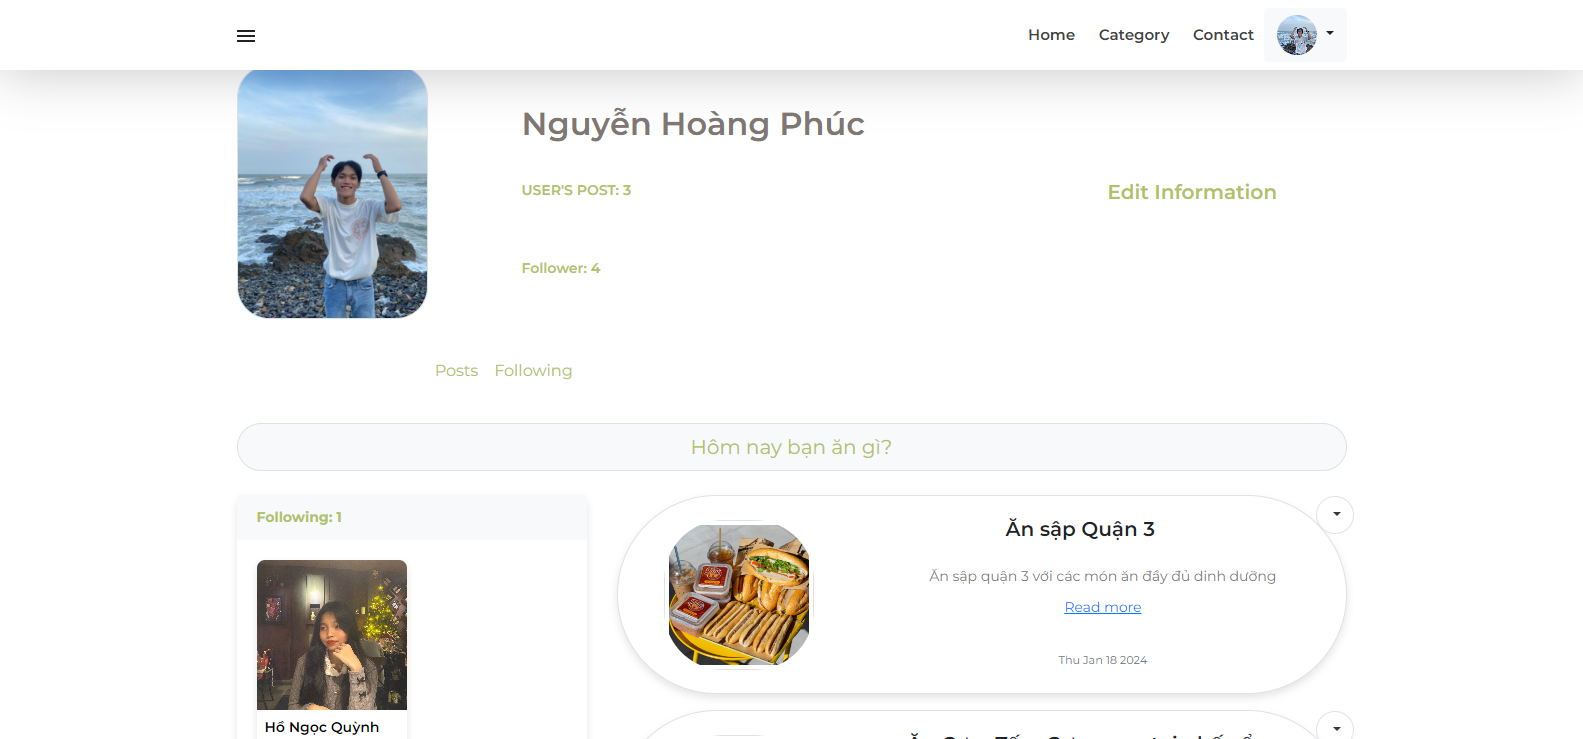 Home Category Contact
Nguyễn Hoàng Phúc
USER'S POST: 3
Edit Information
Follower: 4
Posts Following
Hôm nay bạn ăn gì?
Following: 1
Hồ Ngọc Quỳnh
Ăn sập Quận 3
Ăn sập quận 3 với các món ăn đầy đủ dinh dưỡng
Read more
Thu Jan 18 2024